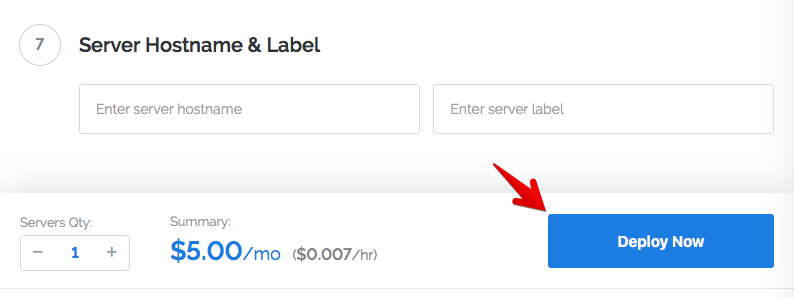 7 Server Hostname & Label
Enter server hostname Enter server label
Servers Qty: Summary:
− 1 + $5.00/mo ($0.007/hr) Deploy Now